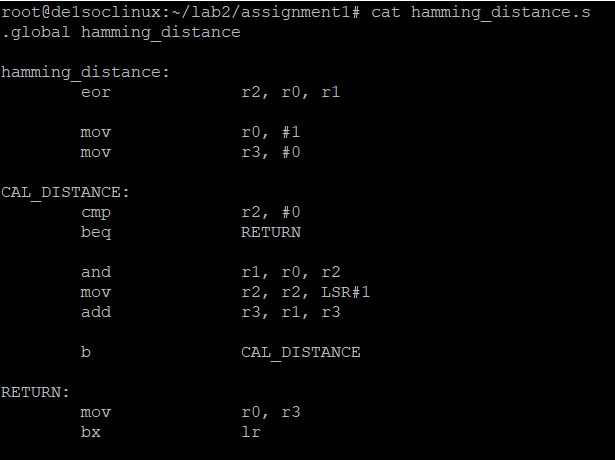 root@de1soclinux:~/lab2/assignment1# cat hamming_distance.s
.global hamming_distance
hamming_distance:
eor r2, r0, r1
mov r0, #1
mov r3, #0
CAL_DISTANCE:
cmp r2, #0
beq RETURN
and r1, r0, r2
mov r2, r2, LSR#1
add r3, r1, r3
b CAL_DISTANCE
RETURN:
mov r0, r3
bx lr